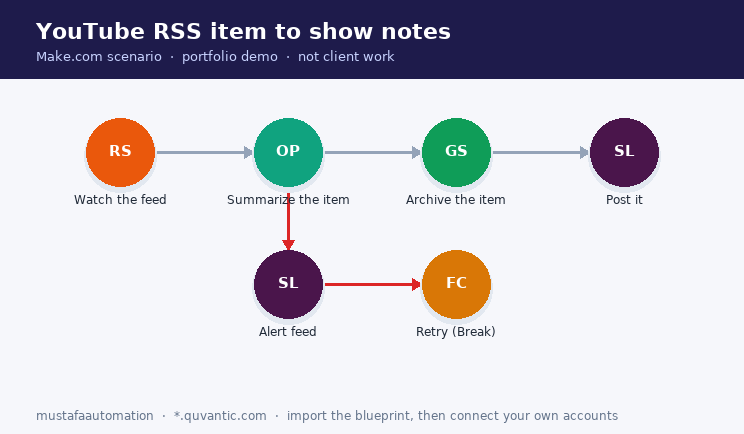 YouTube RSS item to show notes
Make.com scenario · portfolio demo · not client work
RS
OP
GS
SL
Watch the feed
Summarize the item
Archive the item
Post it
SL
FC
Alert feed
Retry (Break)
mustafaautomation · *.quvantic.com · import the blueprint, then connect your own accounts